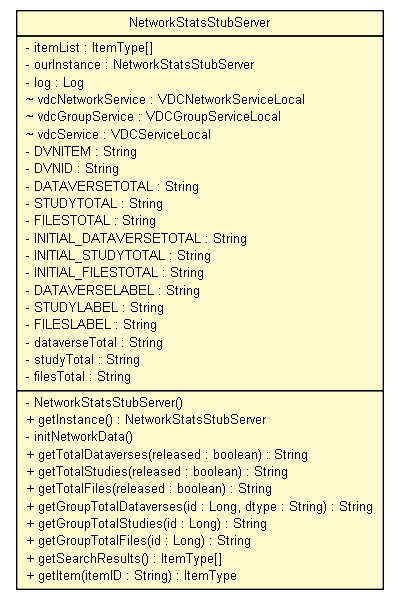 NetworkStatsStubServer
- itemList : ItemType[]
- ourInstance : NetworkStatsStubServer
- log : Log
~ vdcNetworkService : VDCNetworkServiceLocal
~ vdcGroupService : VDCGroupServiceLocal
~ vdcService : VDCServiceLocal
- DVNITEM : String
- DVNID : String
- DATAVERSETOTAL : String
- STUDYTOTAL : String
- FILESTOTAL : String
- INITIAL_DATAVERSETOTAL : String
- INITIAL_STUDYTOTAL : String
- INITIAL_FILESTOTAL : String
- DATAVERSELABEL : String
- STUDYLABEL : String
- FILESLABEL : String
- dataverseTotal : String
- studyTotal : String
- filesTotal : String
- NetworkStatsStubServer()
+ getInstance() : NetworkStatsStubServer
- initNetworkData()
+ getTotalDataverses(released : boolean) : String
+ getTotalStudies(released : boolean) : String
+ getTotalFiles(released : boolean) : String
+ getGroupTotalDataverses(id : Long, dtype : String) : String
+ getGroupTotalStudies(id : Long) : String
+ getGroupTotalFiles(id : Long) : String
+ getSearchResults() : ItemType[]
+ getItem(itemID : String) : ItemType